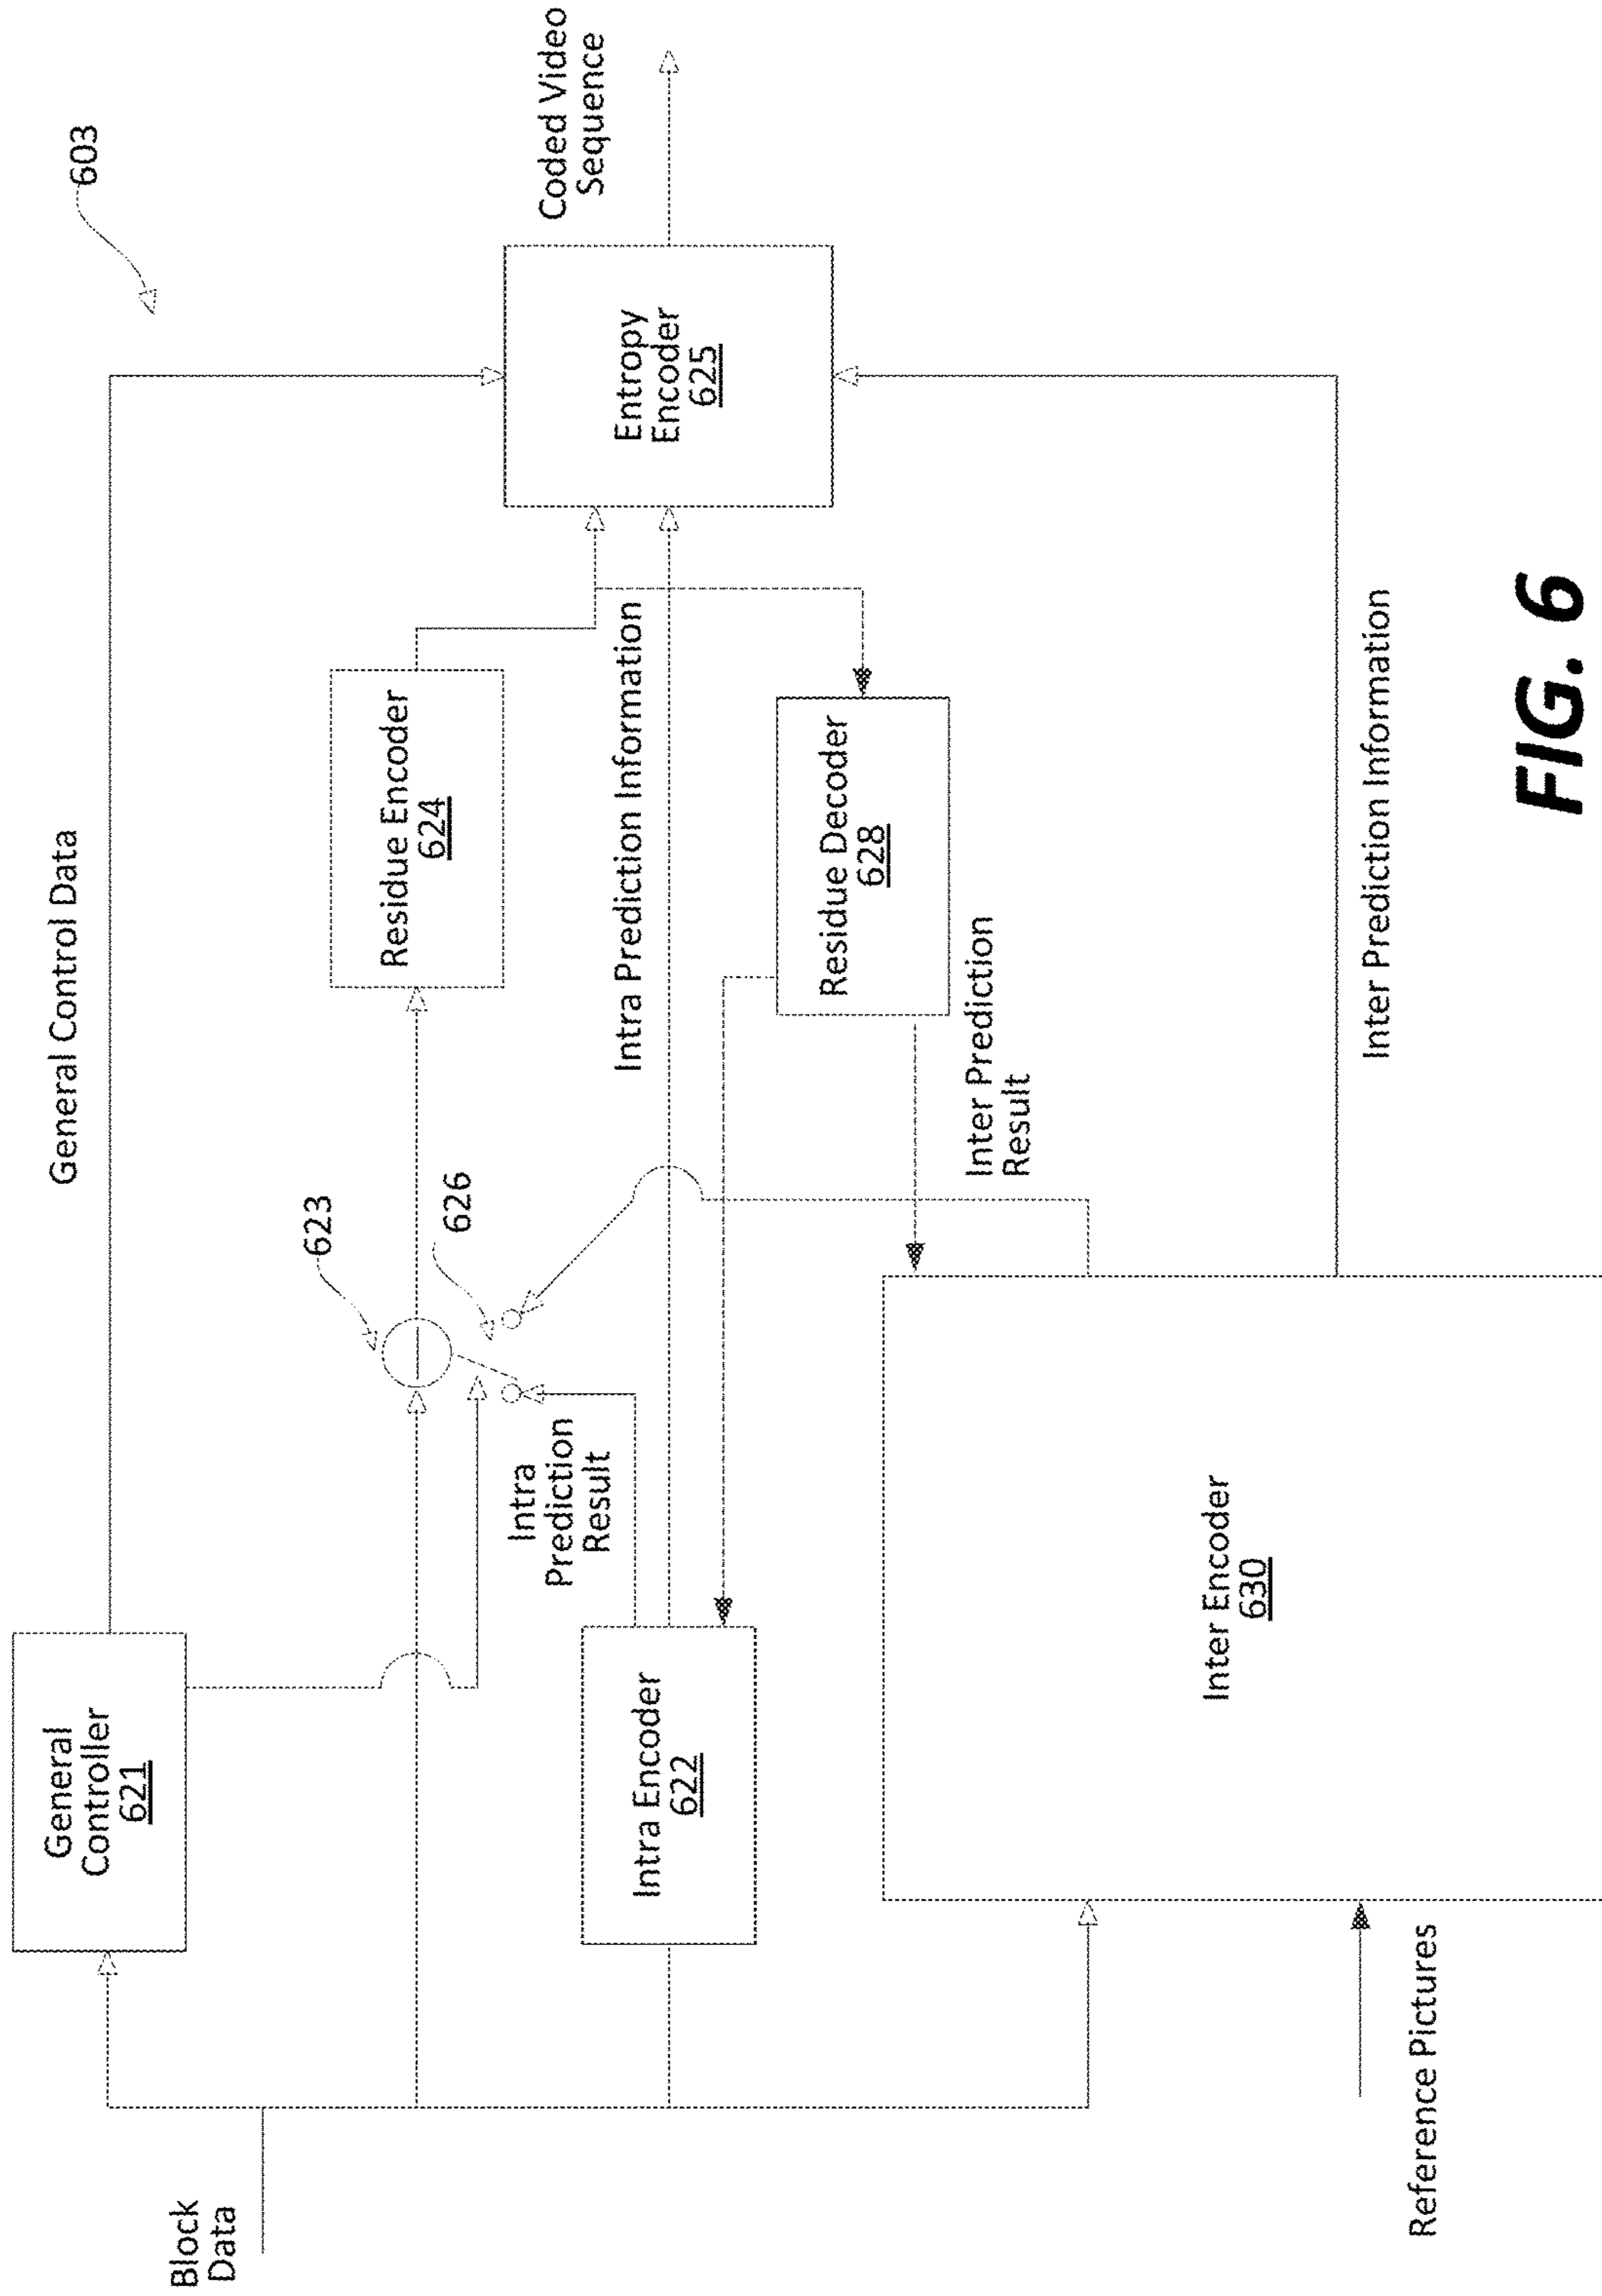 603
General Control Data
Coded Video
Sequence
General
Controller
621
623
626
Residue Encoder
624
Entropy
Encoder
625
Block
Data
Intra
Prediction
Result
Intra Prediction Information
Intra Encoder
622
Residue Decoder
628
Inter Prediction
Result
Inter Encoder
630
Inter Prediction Information
Reference Pictures
FIG. 6